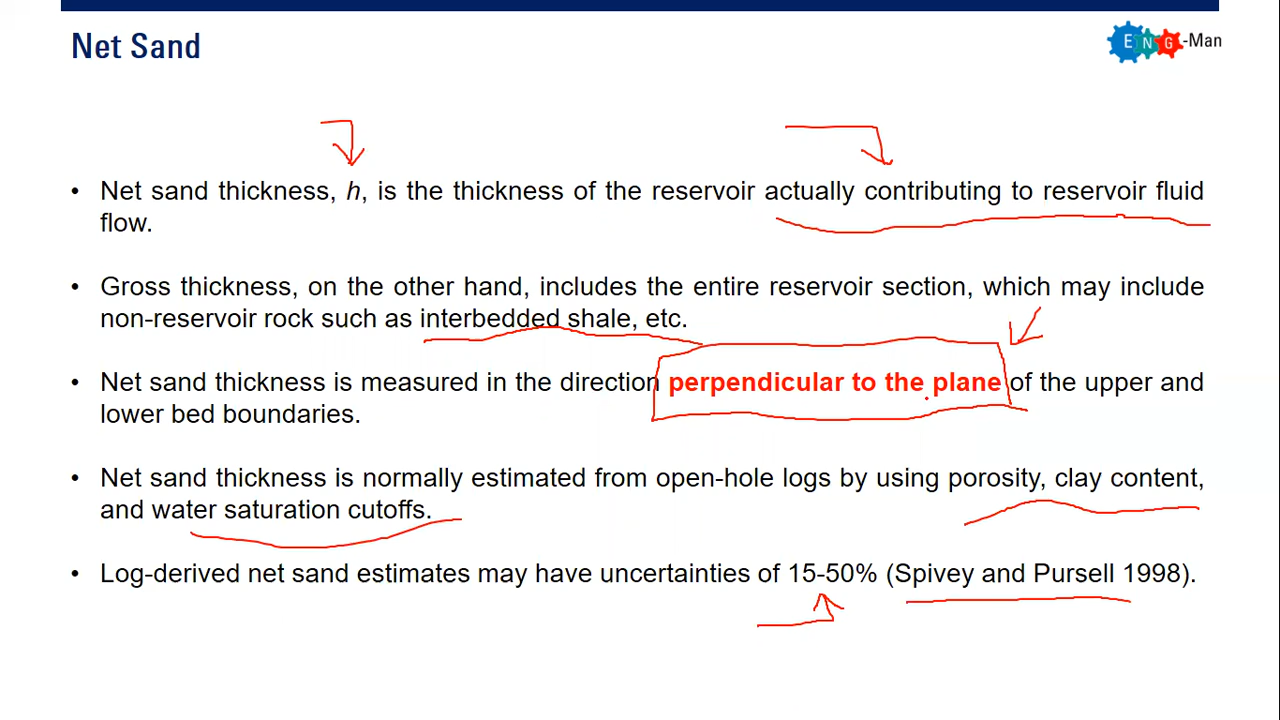 Net Sand
ENG-Man
• Net sand thickness, h, is the thickness of the reservoir actually contributing to reservoir fluid
flow.
• Gross thickness, on the other hand, includes the entire reservoir section, which may include
non-reservoir rock such as interbedded shale, etc.
• Net sand thickness is measured in the direction perpendicular to the plane of the upper and
lower bed boundaries.
• Net sand thickness is normally estimated from open-hole logs by using porosity, clay content,
and water saturation cutoffs.
• Log-derived net sand estimates may have uncertainties of 15-50% (Spivey and Pursell 1998).